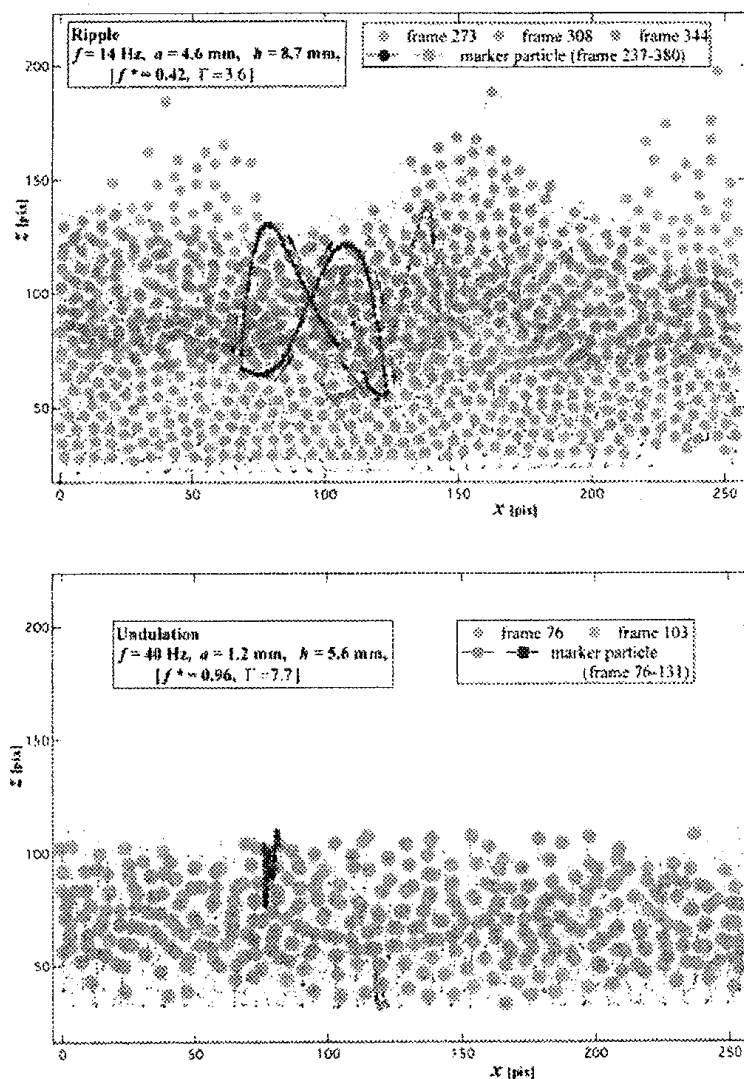 Ripple
f = 14 Hz, a = 4.6 mm, h = 8.7 mm,
[ f * = 0.42, Γ = 3.6 ]
frame 273 frame 308 frame 344
marker particle (frame 237-380)
200
150
100
50
z [pix]
0 50 100 150 200 250
x [pix]
Undulation
f = 40 Hz, a = 1.2 mm, h = 5.6 mm,
[ f * = 0.96, Γ = 7.7 ]
frame 76 frame 103
marker particle
(frame 76-131)
200
150
100
50
z [pix]
0 50 100 150 200 250
x [pix]